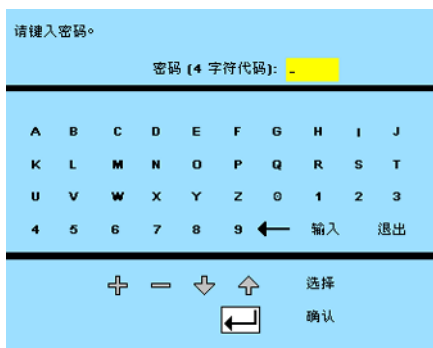 请键入密码。
密码 (4 字符代码): -
A B C D E F G H I J
K L M N O P Q R S T
U V W X Y Z 0 1 2 3
4 5 6 7 8 9 ← 输入 退出
选择
确认